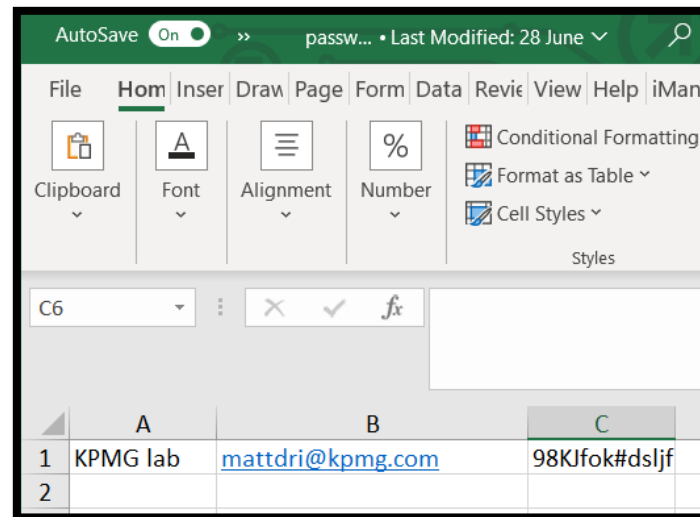 AutoSave On » passw... • Last Modified: 28 June
File Hom Inser Draw Page Form Data Revie View Help iMan
Conditional Formatting
Format as Table
Cell Styles
Clipboard Font Alignment Number
Styles
C6 fx
A B C
1 KPMG lab mattdri@kpmg.com 98KJfok#dsljf
2